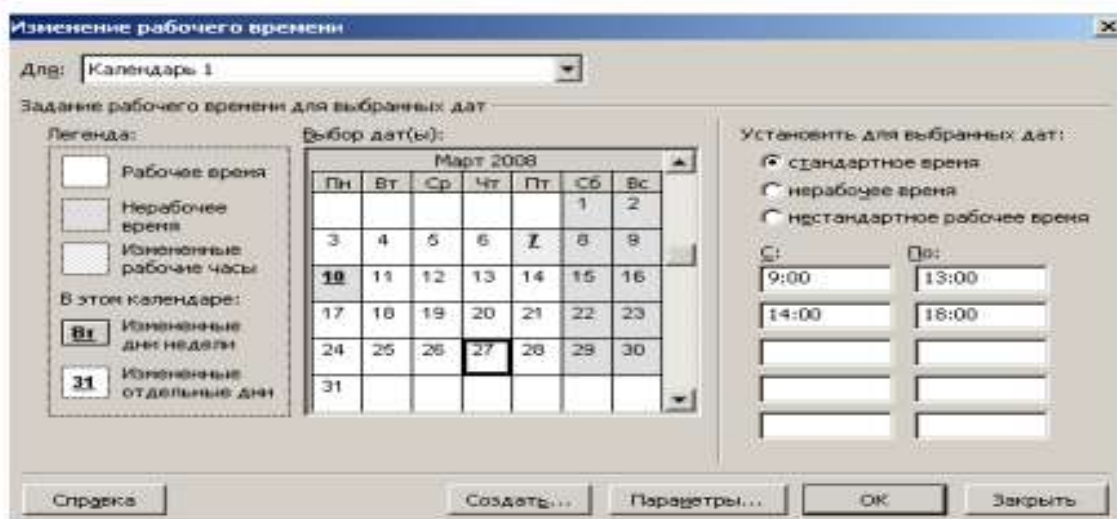 Изменение рабочего времени
Для: Календарь 1
Задание рабочего времени для выбранных дат
Легенда:
Рабочее время
Нерабочее
время
Измененные
рабочие часы
В этом календаре:
Вт Измененные
дни недели
31 Измененные
отдельные дни
Выбор дат(ы):
Март 2008
Пн Вт Ср Чт Пт Сб Вс
1 2
3 4 5 6 7 8 9
10 11 12 13 14 15 16
17 18 19 20 21 22 23
24 25 26 27 28 29 30
31
Установить для выбранных дат:
стандартное время
нерабочее время
нестандартное рабочее время
С: По:
9:00 13:00
14:00 18:00
Справка Создать... Параметры... ОК Закрыть